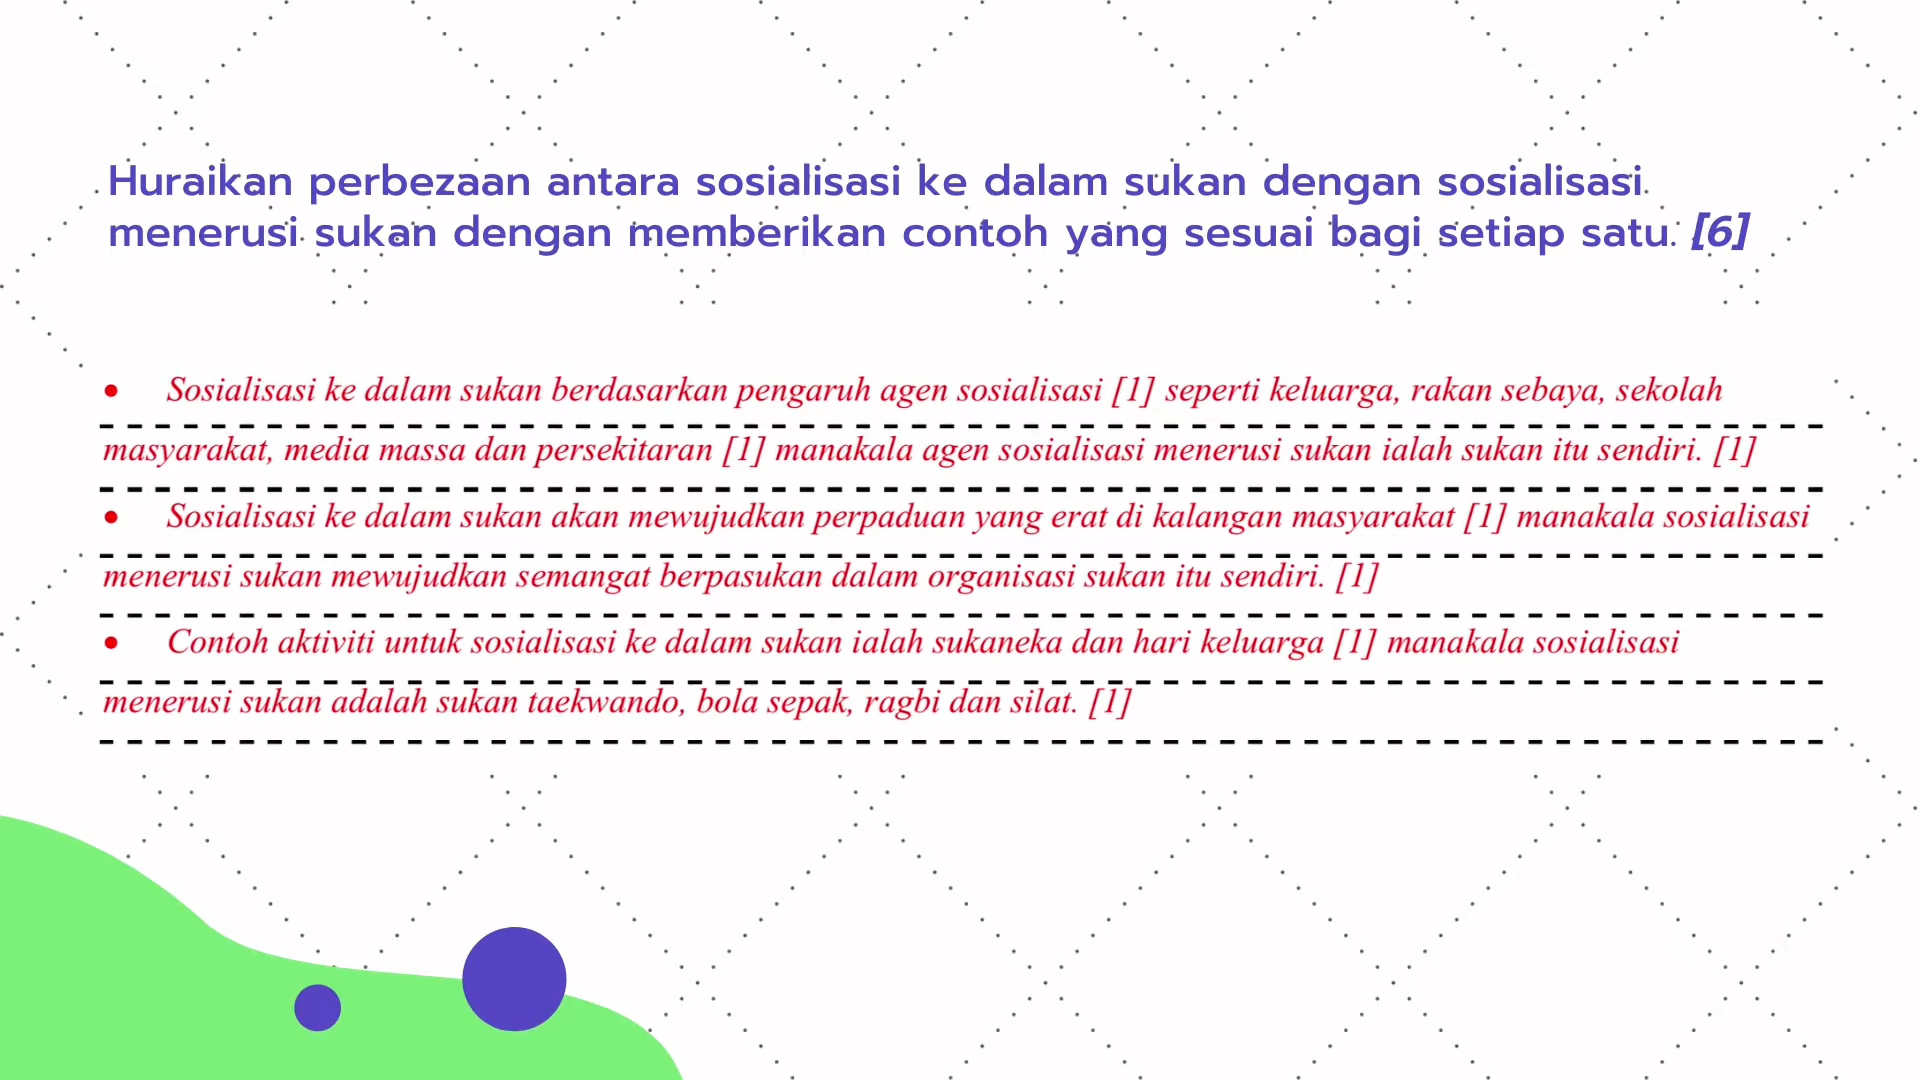 Huraikan perbezaan antara sosialisasi ke dalam sukan dengan sosialisasi
menerusi sukan dengan memberikan contoh yang sesuai bagi setiap satu. [6]
• Sosialisasi ke dalam sukan berdasarkan pengaruh agen sosialisasi [1] seperti keluarga, rakan sebaya, sekolah
masyarakat, media massa dan persekitaran [1] manakala agen sosialisasi menerusi sukan ialah sukan itu sendiri. [1]
• Sosialisasi ke dalam sukan akan mewujudkan perpaduan yang erat di kalangan masyarakat [1] manakala sosialisasi
menerusi sukan mewujudkan semangat berpasukan dalam organisasi sukan itu sendiri. [1]
• Contoh aktiviti untuk sosialisasi ke dalam sukan ialah sukaneka dan hari keluarga [1] manakala sosialisasi
menerusi sukan adalah sukan taekwando, bola sepak, ragbi dan silat. [1]